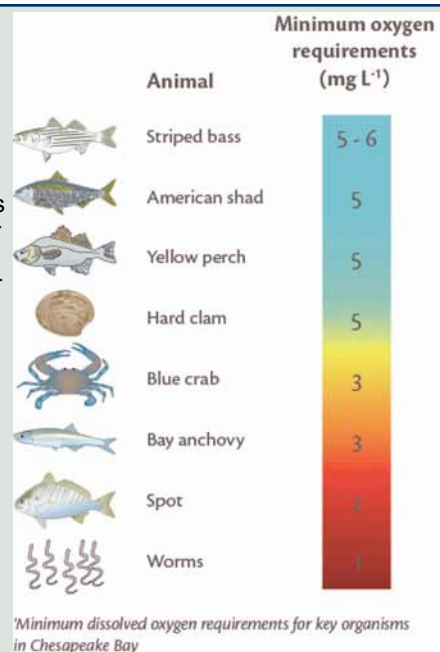 Minimum oxygen
requirements
(mg L⁻¹)
Animal
Striped bass 5 - 6
American shad 5
Yellow perch 5
Hard clam 5
Blue crab 3
Bay anchovy 3
Spot 2
Worms 1
'Minimum dissolved oxygen requirements for key organisms
in Chesapeake Bay